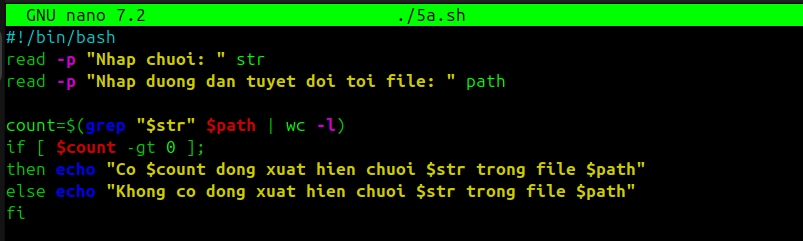 GNU nano 7.2 ./5a.sh
#!/bin/bash
read -p "Nhap chuoi: " str
read -p "Nhap duong dan tuyet doi toi file: " path
count=$(grep "$str" $path | wc -l)
if [ $count -gt 0 ];
then echo "Co $count dong xuat hien chuoi $str trong file $path"
else echo "Khong co dong xuat hien chuoi $str trong file $path"
fi